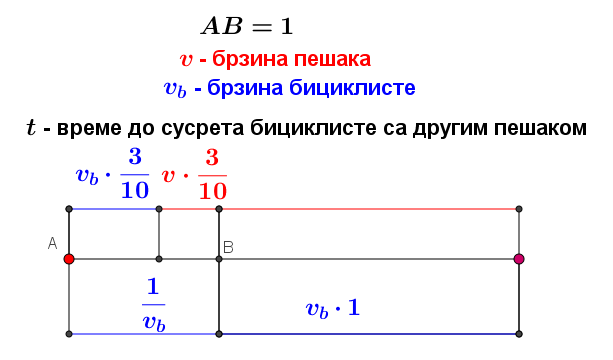 AB = 1
v - брзина пешака
v_b - брзина бициклисте
t - време до сусрета бициклисте са другим пешаком
v_b · 3/10 v · 3/10
A
B
1/v_b
v_b · 1